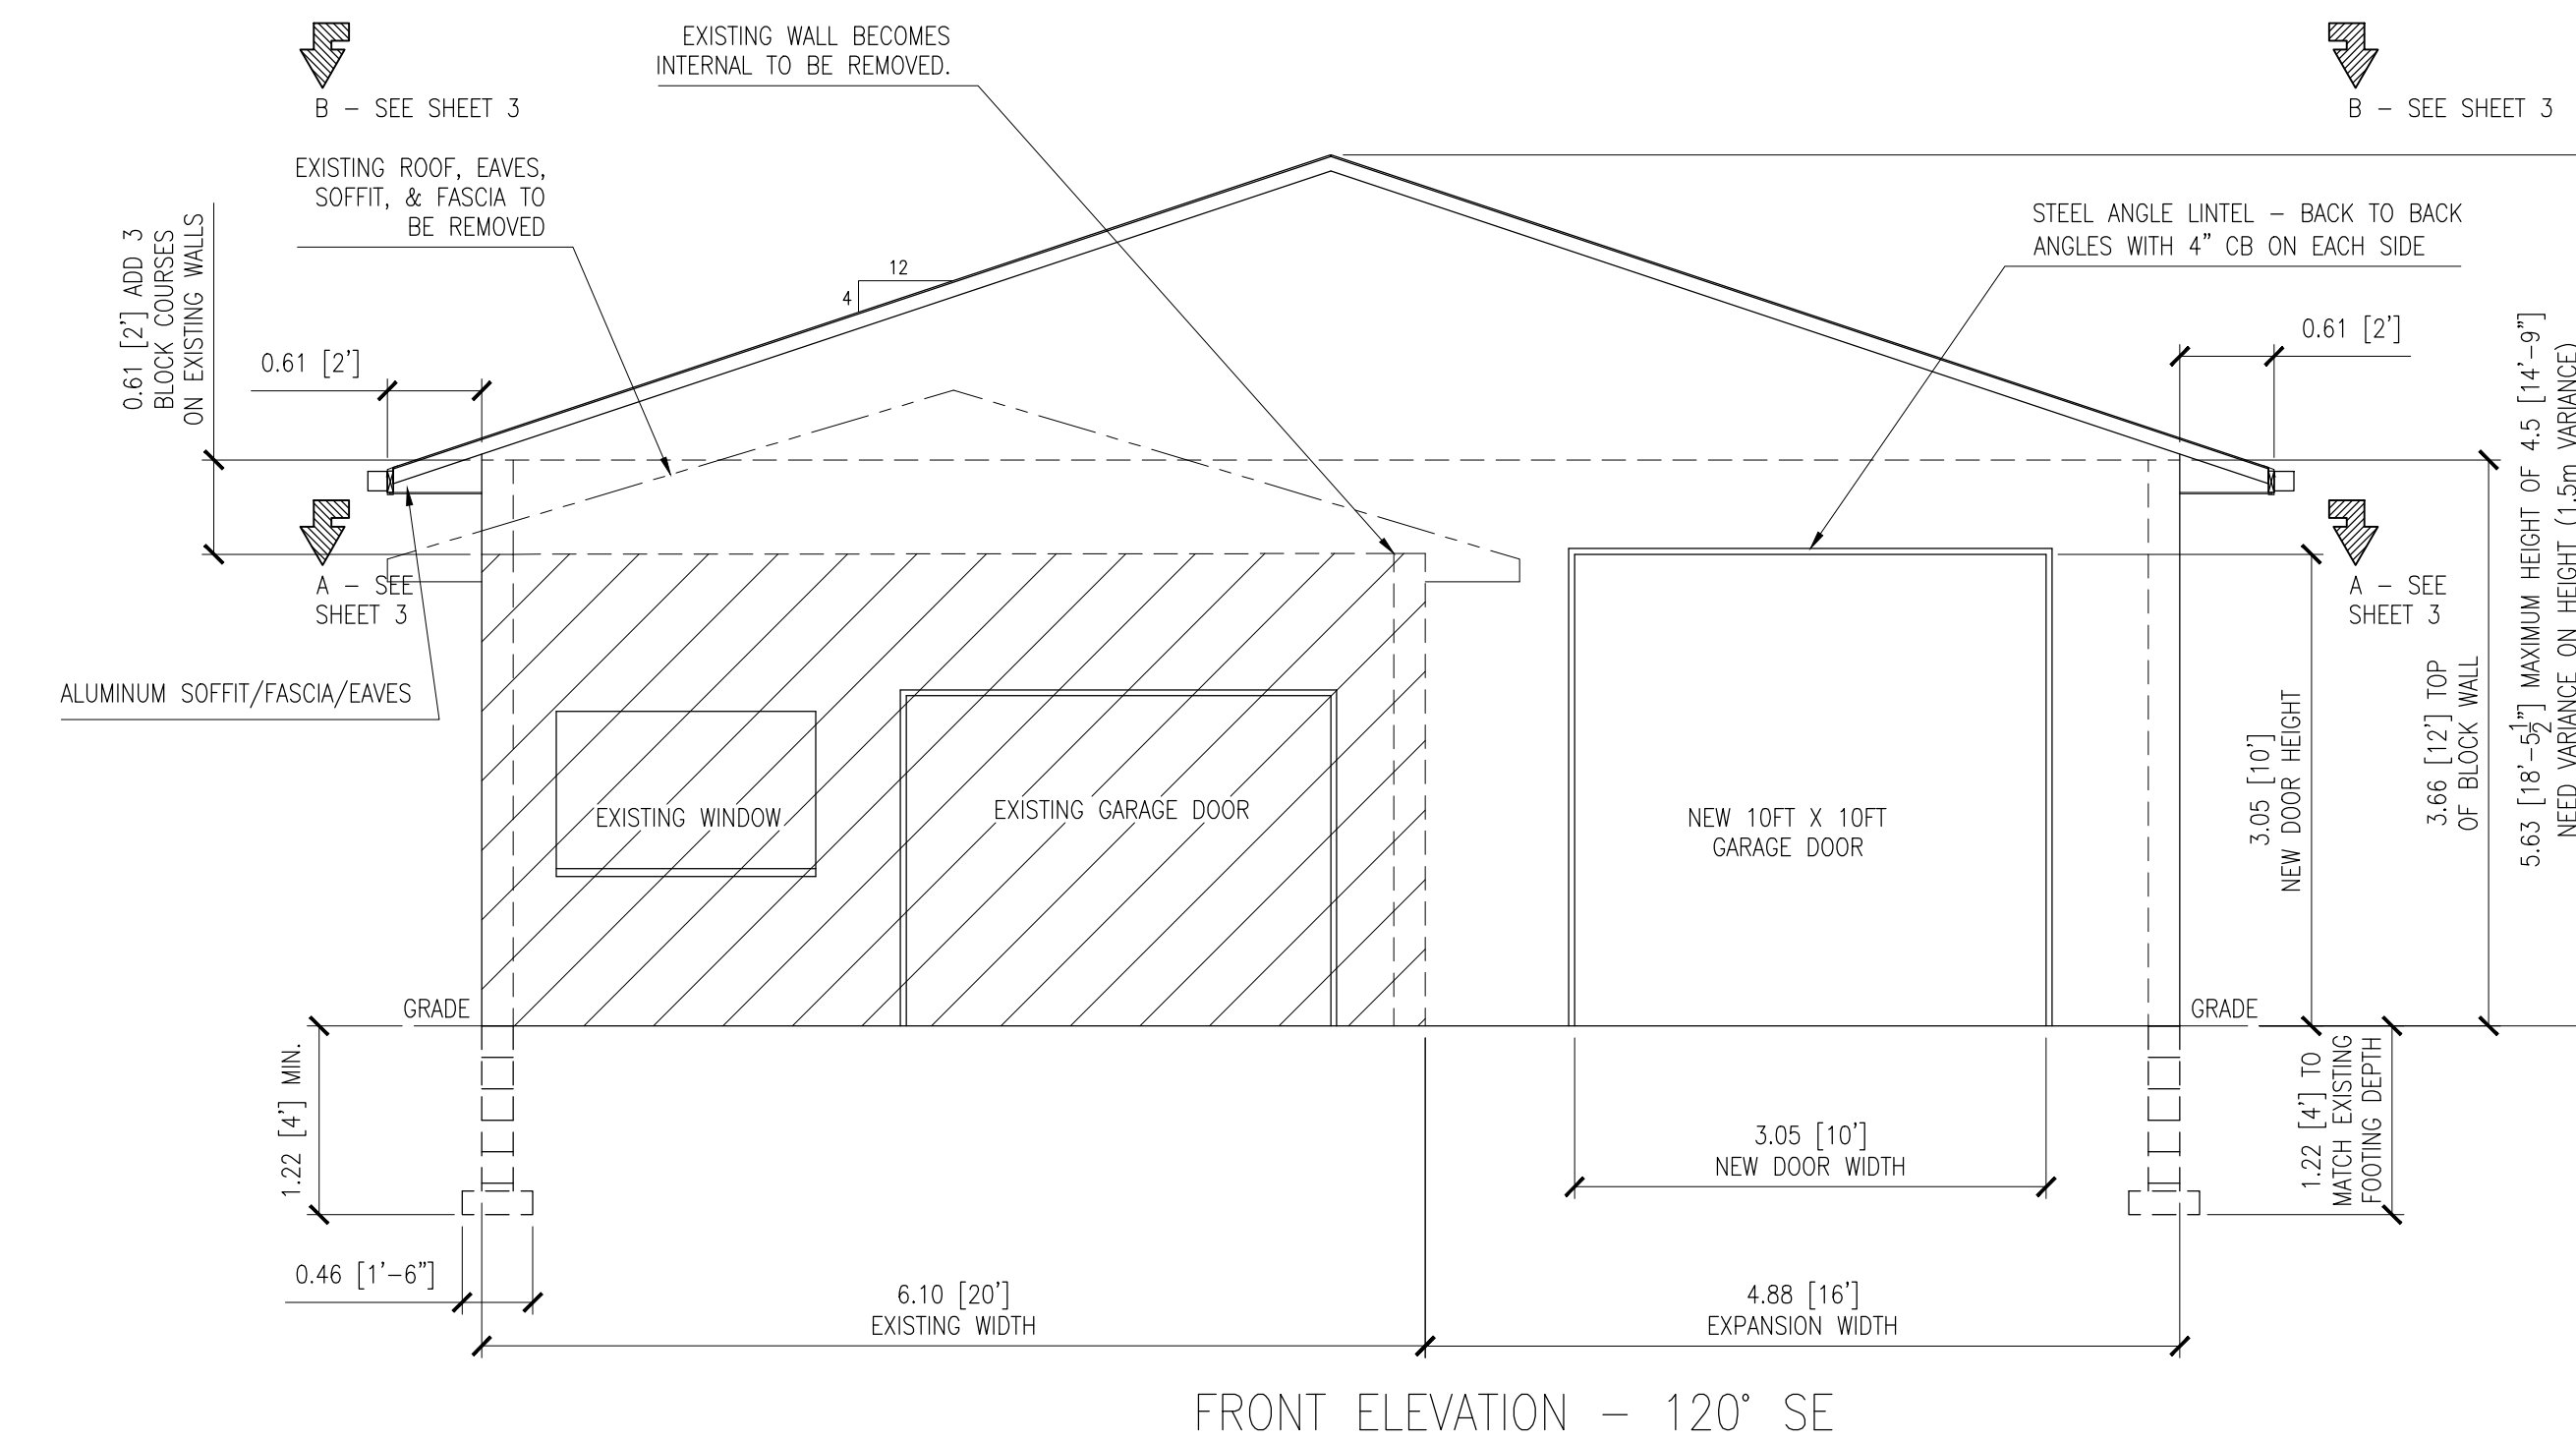 B – SEE SHEET 3
EXISTING WALL BECOMES
INTERNAL TO BE REMOVED.
B – SEE SHEET 3
EXISTING ROOF, EAVES,
SOFFIT, & FASCIA TO
BE REMOVED
STEEL ANGLE LINTEL – BACK TO BACK
ANGLES WITH 4" CB ON EACH SIDE
0.61 [2'] ADD 3
BLOCK COURSES
ON EXISTING WALLS
12
4
0.61 [2']
0.61 [2']
A – SEE
SHEET 3
A – SEE
SHEET 3
ALUMINUM SOFFIT/FASCIA/EAVES
EXISTING WINDOW
EXISTING GARAGE DOOR
NEW 10FT X 10FT
GARAGE DOOR
3.05 [10']
NEW DOOR HEIGHT
3.66 [12'] TOP
OF BLOCK WALL
5.63 [18'-5½"] MAXIMUM HEIGHT OF 4.5 [14'-9"]
NEED VARIANCE ON HEIGHT (1.5m VARIANCE)
GRADE
GRADE
1.22 [4'] MIN.
1.22 [4'] TO
MATCH EXISTING
FOOTING DEPTH
3.05 [10']
NEW DOOR WIDTH
0.46 [1'-6"]
6.10 [20']
EXISTING WIDTH
4.88 [16']
EXPANSION WIDTH
FRONT ELEVATION – 120° SE